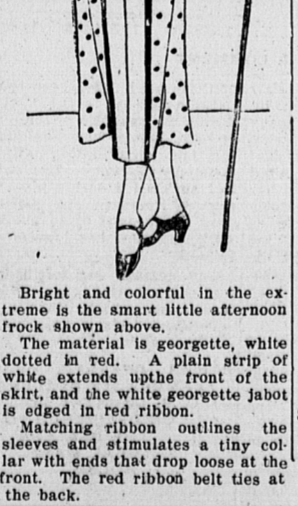 Bright and colorful in the ex-
treme is the smart little afternoon
frock shown above.
The material is georgette, white
dotted in red. A plain strip of
white extends upthe front of the
skirt, and the white georgette jabot
is edged in red ribbon.
Matching ribbon outlines the
sleeves and stimulates a tiny col-
lar with ends that drop loose at the
front. The red ribbon belt ties at
the back.